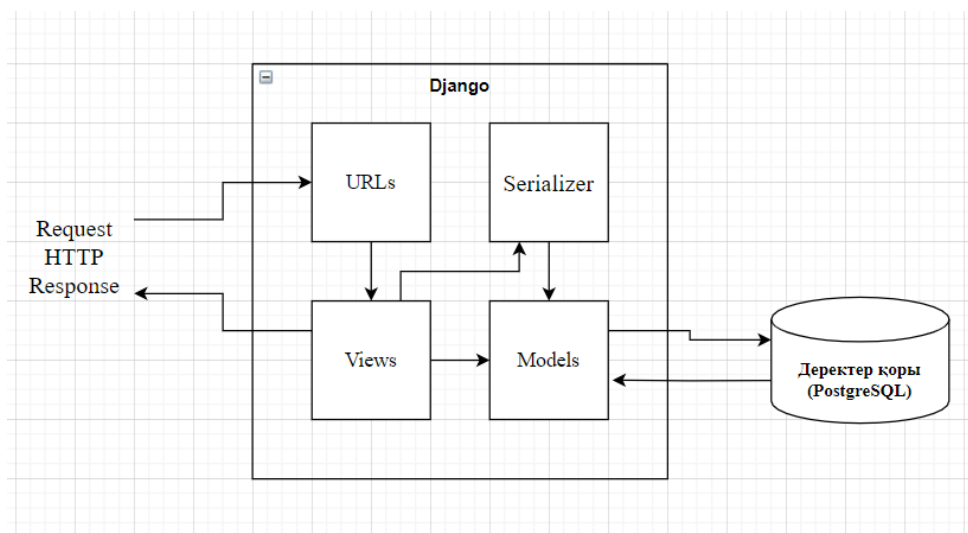 Django
URLs
Serializer
Request
HTTP
Response
Views
Models
Деректер қоры
(PostgreSQL)